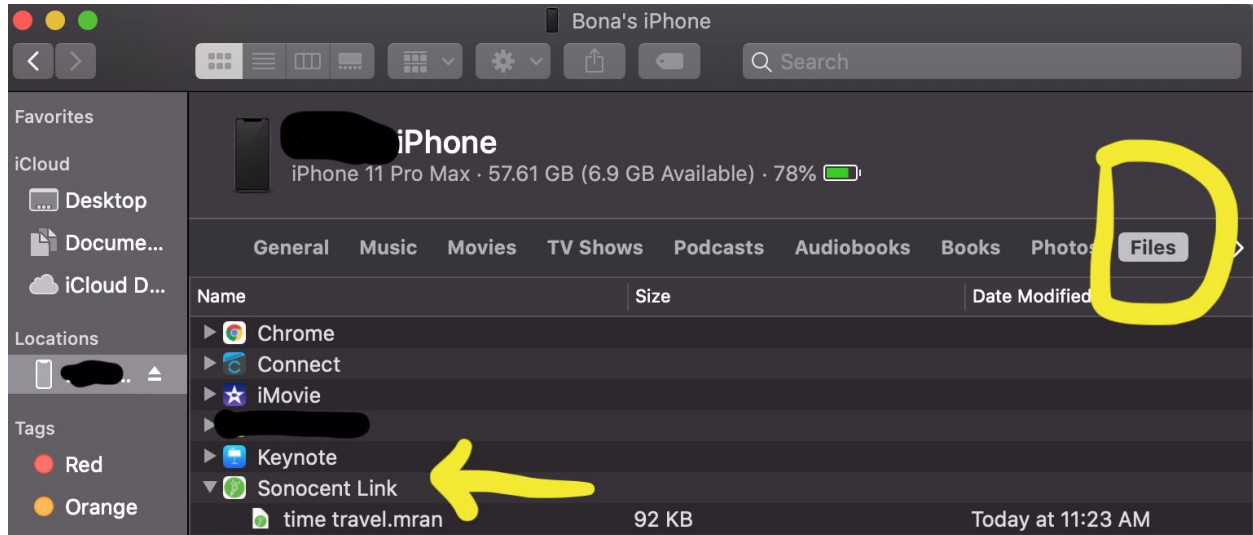 Bona's iPhone
Search
Favorites
iCloud
Desktop
Docume...
iCloud D...
Locations
..
Tags
Red
Orange
iPhone
iPhone 11 Pro Max · 57.61 GB (6.9 GB Available) · 78%
General Music Movies TV Shows Podcasts Audiobooks Books Photos Files
Name Size Date Modified
Chrome
Connect
iMovie
Keynote
Sonocent Link
time travel.mran 92 KB Today at 11:23 AM